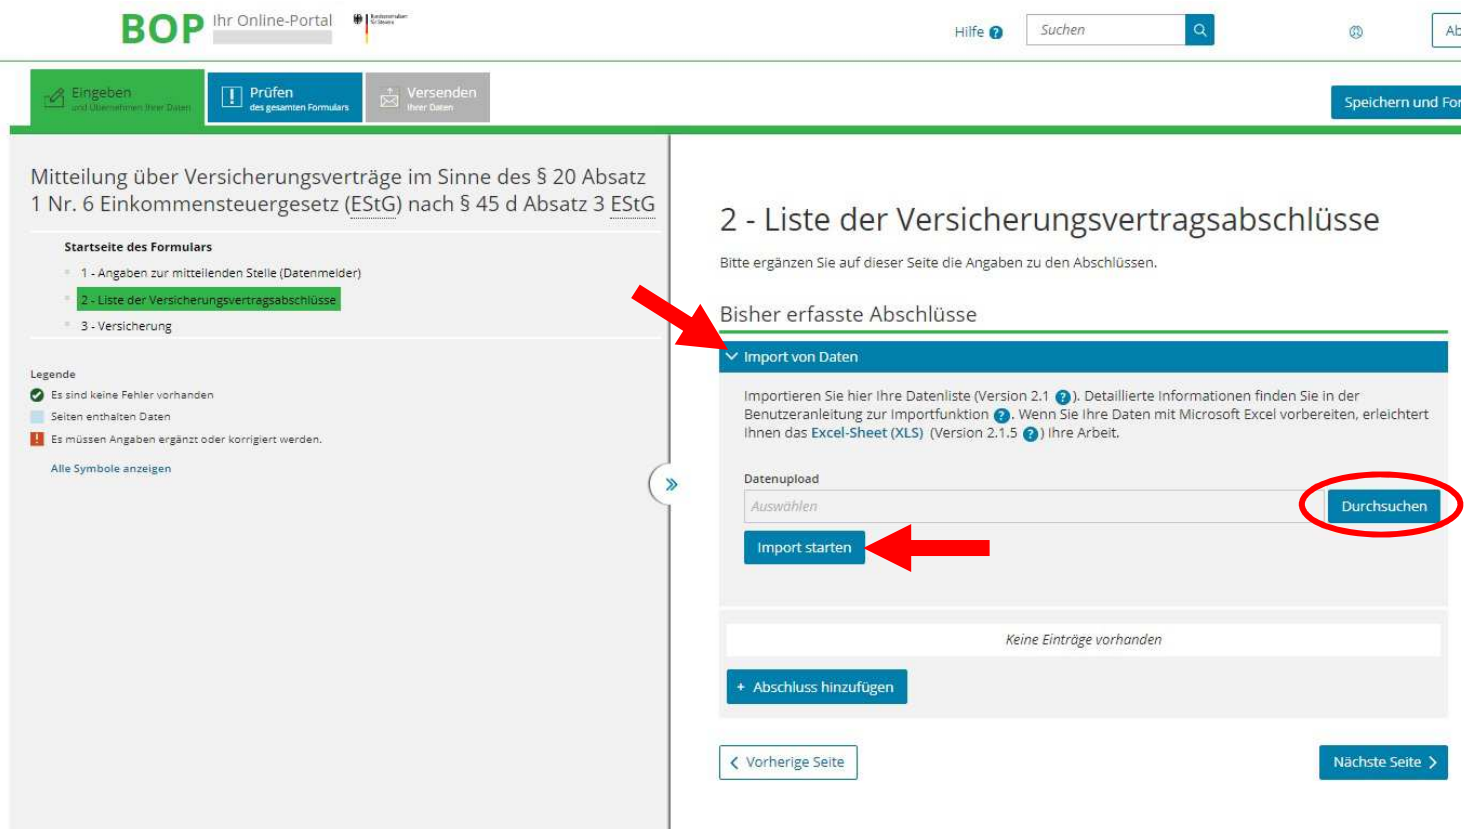 BOP Ihr Online-Portal
Hilfe ?
Suchen
Ab
Eingeben
und Übernehmen Ihrer Daten
Prüfen
des gesamten Formulars
Versenden
Ihrer Daten
Speichern und For
Mitteilung über Versicherungsverträge im Sinne des § 20 Absatz
1 Nr. 6 Einkommensteuergesetz (EStG) nach § 45 d Absatz 3 EStG
Startseite des Formulars
1 - Angaben zur mitteilenden Stelle (Datenmelder)
2 - Liste der Versicherungsvertragsabschlüsse
3 - Versicherung
Legende
Es sind keine Fehler vorhanden
Seiten enthalten Daten
Es müssen Angaben ergänzt oder korrigiert werden.
Alle Symbole anzeigen
2 - Liste der Versicherungsvertragsabschlüsse
Bitte ergänzen Sie auf dieser Seite die Angaben zu den Abschlüssen.
Bisher erfasste Abschlüsse
Import von Daten
Importieren Sie hier Ihre Datenliste (Version 2.1 ?). Detaillierte Informationen finden Sie in der
Benutzeranleitung zur Importfunktion ?. Wenn Sie Ihre Daten mit Microsoft Excel vorbereiten, erleichtert
Ihnen das Excel-Sheet (XLS) (Version 2.1.5 ?) Ihre Arbeit.
Datenupload
Auswählen
Durchsuchen
Import starten
Keine Einträge vorhanden
+ Abschluss hinzufügen
Vorherige Seite
Nächste Seite